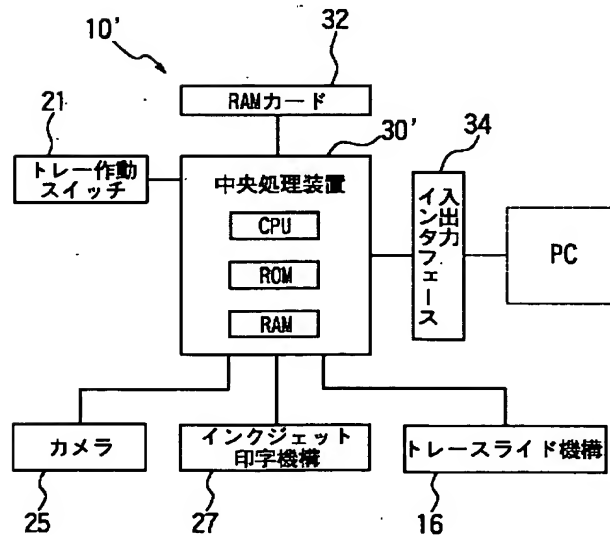 10'
32
RAMカード
21
30'
34
トレー作動
スイッチ
中央処理装置
CPU
ROM
RAM
入出力
インタフェース
PC
カメラ
インクジェット
印字機構
トレースライド機構
25
27
16